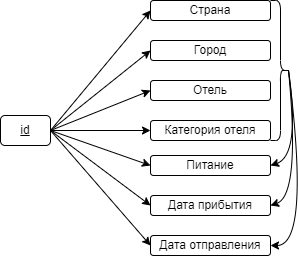 Страна
Город
Отель
id
Категория отеля
Питание
Дата прибытия
Дата отправления